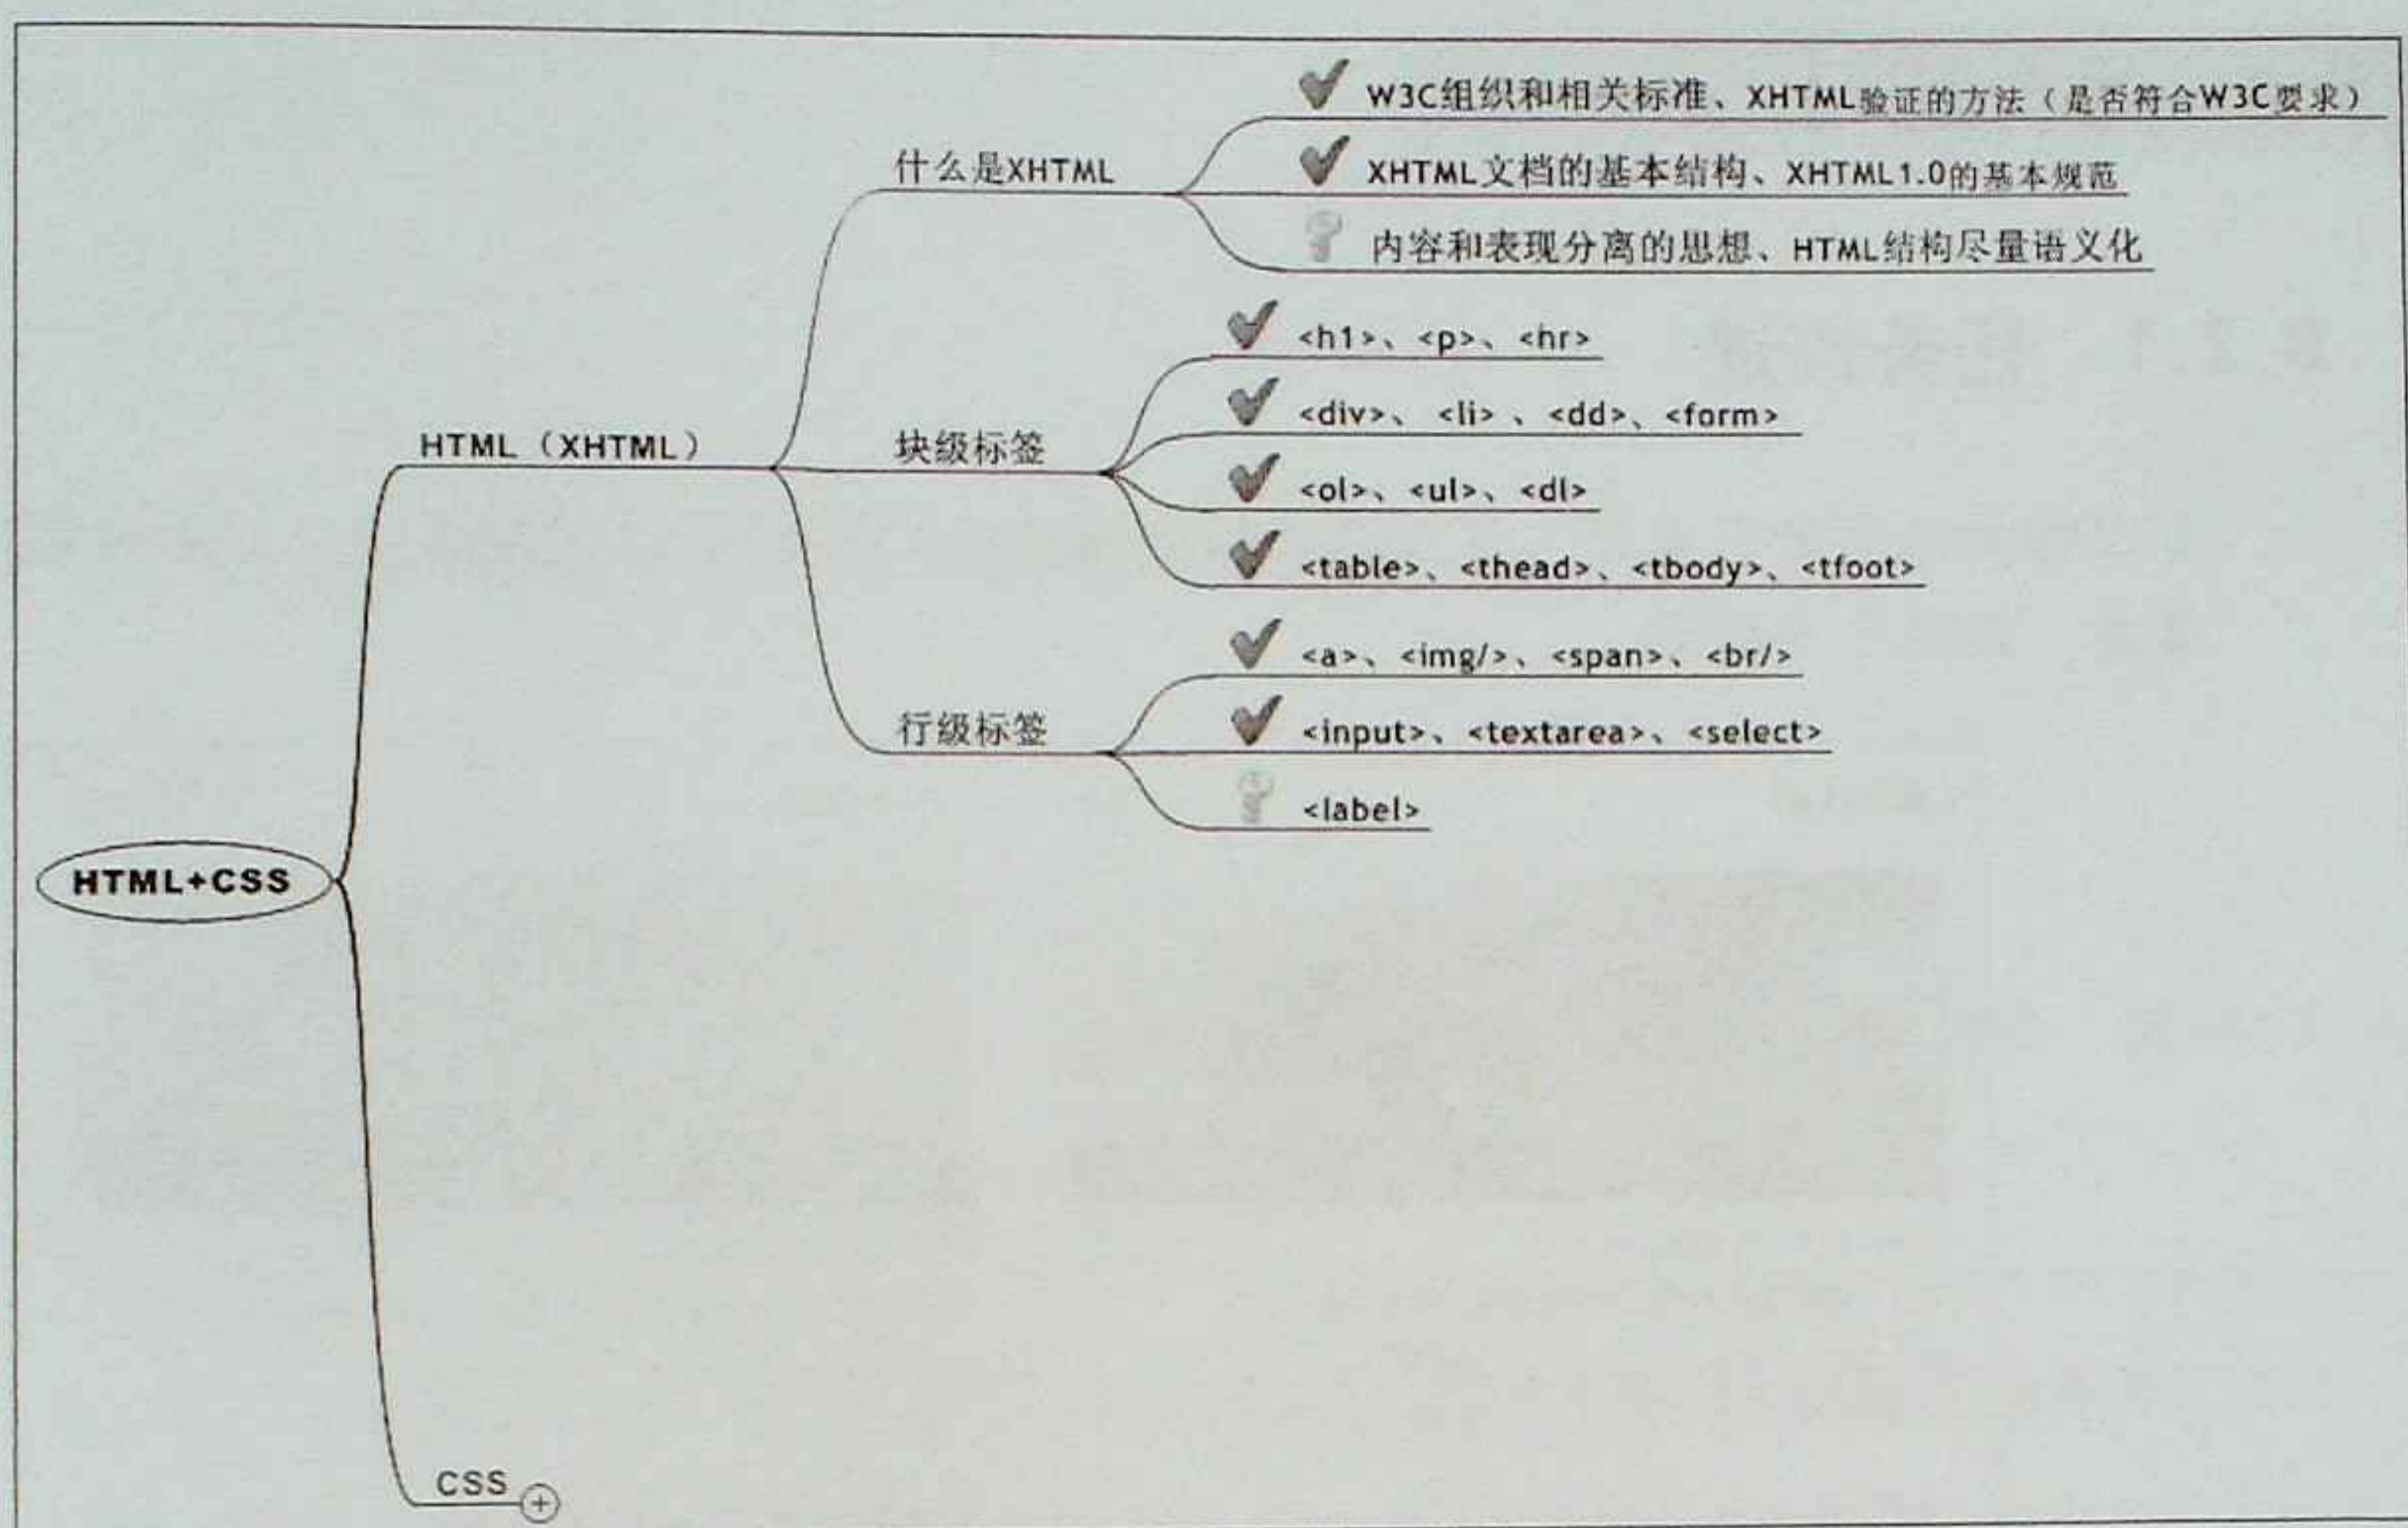 W3C组织和相关标准、XHTML验证的方法（是否符合W3C要求）
什么是XHTML
XHTML文档的基本结构、XHTML1.0的基本规范
内容和表现分离的思想、HTML结构尽量语义化
<h1>、<p>、<hr>
<div>、<li>、<dd>、<form>
HTML（XHTML）
块级标签
<ol>、<ul>、<dl>
<table>、<thead>、<tbody>、<tfoot>
<a>、<img/>、<span>、<br/>
行级标签
<input>、<textarea>、<select>
<label>
HTML+CSS
CSS